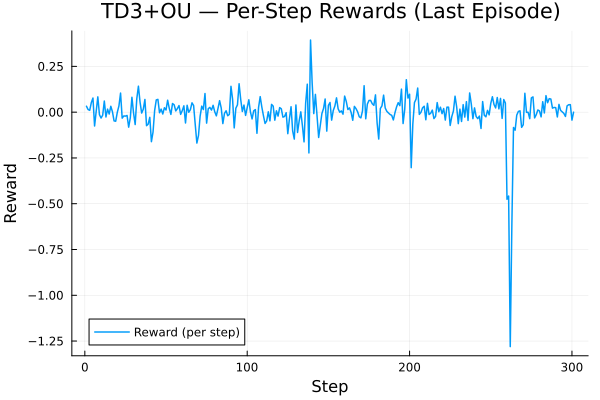 TD3+OU — Per-Step Rewards (Last Episode)
Reward
0.25
0.00
−0.25
−0.50
−0.75
−1.00
−1.25
Reward (per step)
0
100
200
300
Step